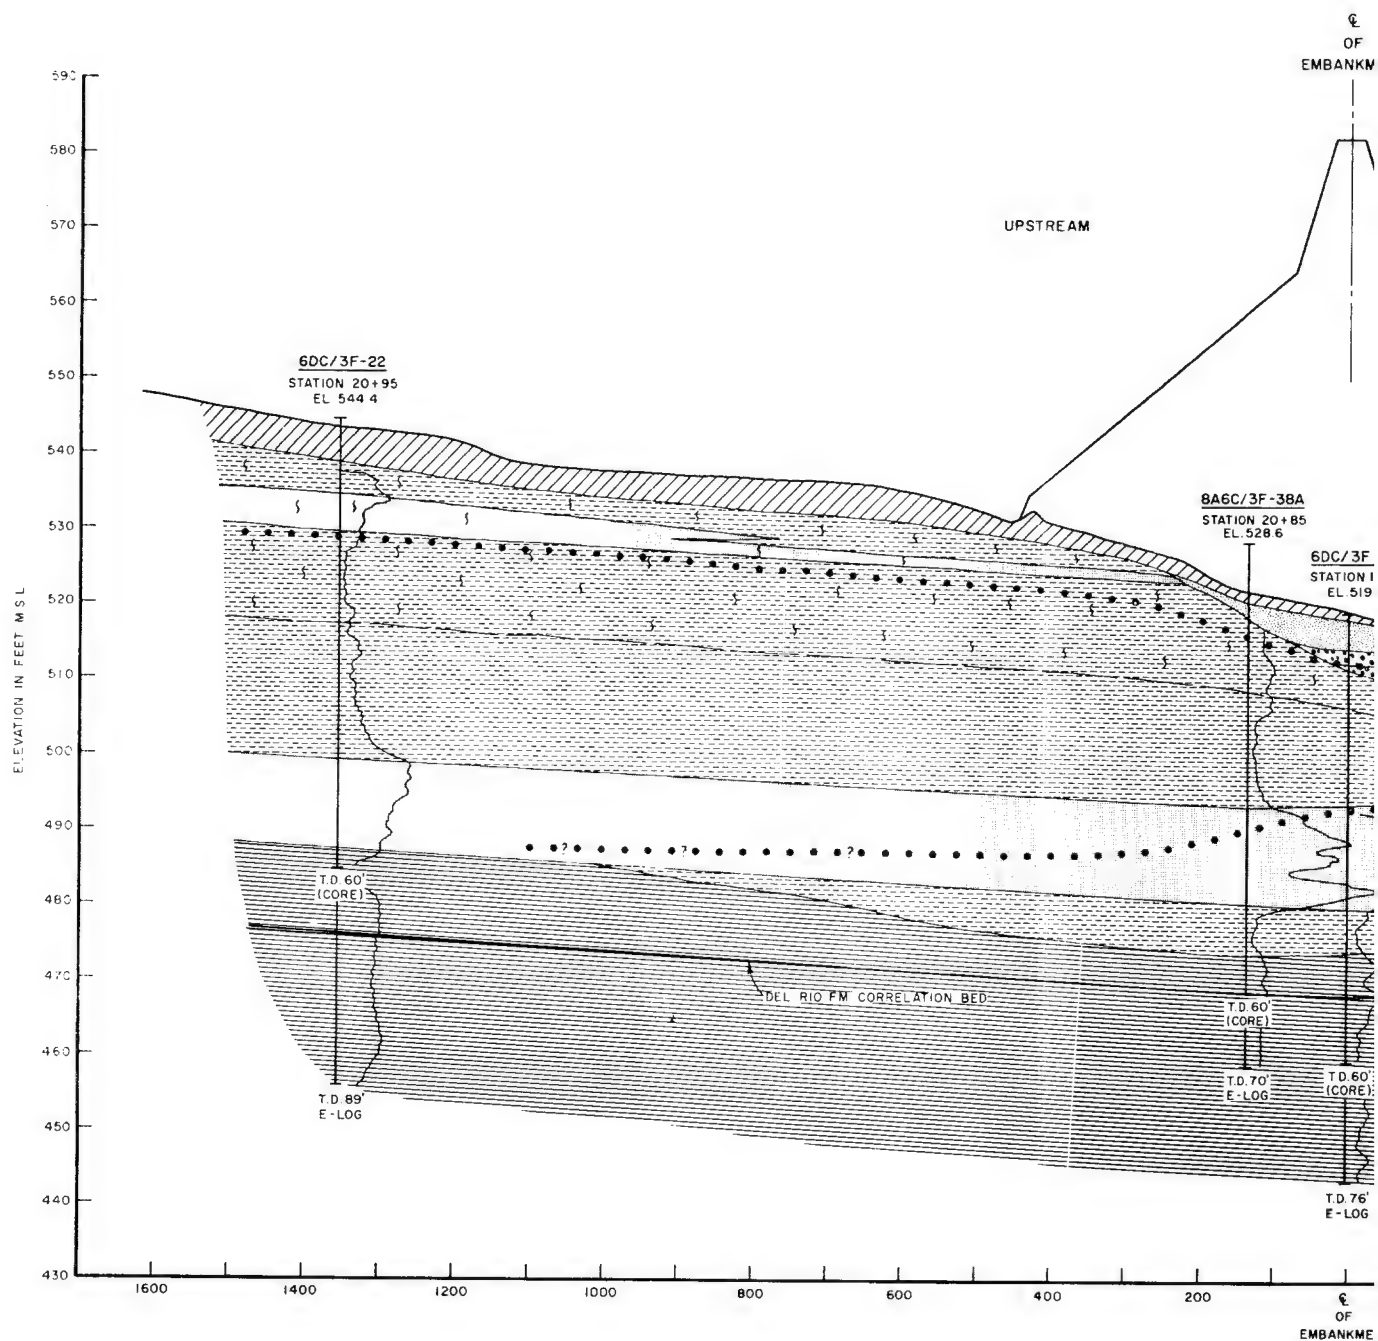 ℄
OF
EMBANKM
590
580
570
560
550
540
530
520
510
500
490
480
470
460
450
440
430
ELEVATION IN FEET M S L
UPSTREAM
6DC/3F-22
STATION 20+95
EL. 544 4
8A6C/3F-38A
STATION 20+85
EL. 528.6
6DC/3F
STATION I
EL. 519
?
?
?
T.D. 60'
(CORE)
DEL RIO FM CORRELATION BED
T.D. 60'
(CORE)
T.D. 89'
E-LOG
T.D. 70'
E-LOG
T.D. 60'
(CORE)
T.D. 76'
E-LOG
1600
1400
1200
1000
800
600
400
200
℄
OF
EMBANKME